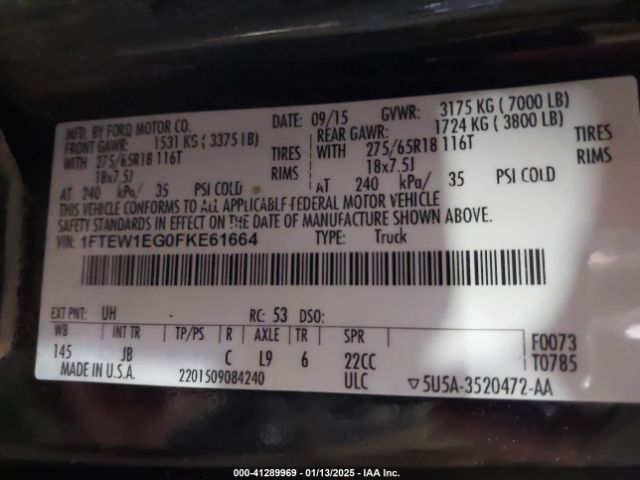 MFD. BY FORD MOTOR CO. DATE: 09/15 GVWR: 3175 KG ( 7000 LB)
FRONT GAWR: 1531 KG ( 3375 LB) REAR GAWR: 1724 KG ( 3800 LB)
WITH 275/65R18 116T TIRES WITH 275/65R18 116T TIRES
18x7.5J RIMS 18x7.5J RIMS
AT 240 kPa/ 35 PSI COLD AT 240 kPa/ 35 PSI COLD
THIS VEHICLE CONFORMS TO ALL APPLICABLE FEDERAL MOTOR VEHICLE
SAFETY STANDARDS IN EFFECT ON THE DATE OF MANUFACTURE SHOWN ABOVE.
VIN: 1FTEW1EG0FKE61664 TYPE: Truck
EXT PNT: UH RC: 53 DSO:
WB INT TR TP/PS R AXLE TR SPR F0073
145 JB C L9 6 22CC T0785
MADE IN U.S.A. 2201509084240 ULC ▽5U5A-3520472-AA
000-41289969 - 01/13/2025 - IAA Inc.